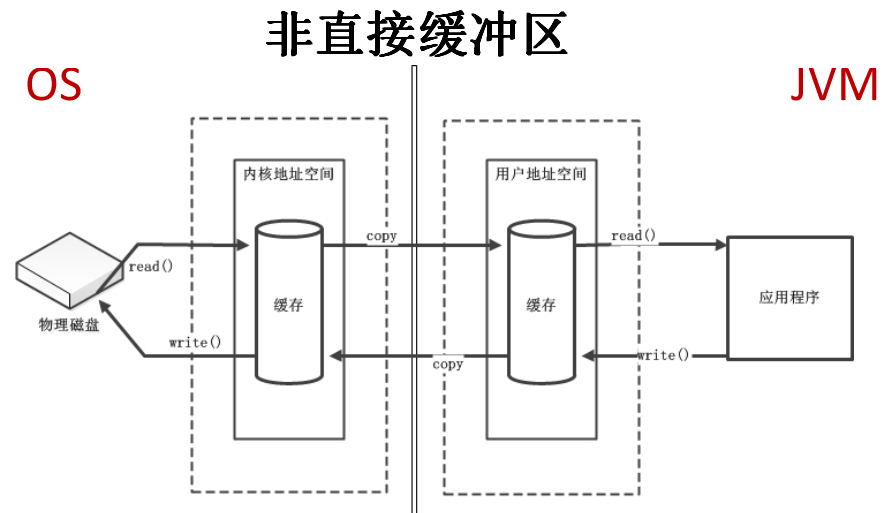 非直接缓冲区
OS
JVM
内核地址空间
用户地址空间
copy
read()
read()
缓存
缓存
应用程序
物理磁盘
write()
copy
write()